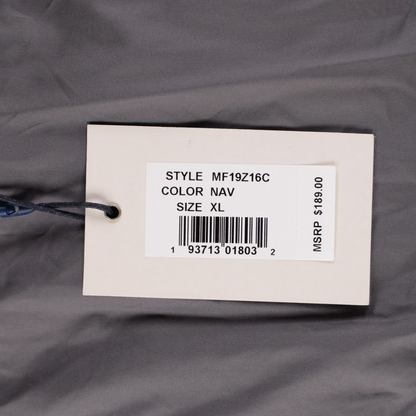 STYLE MF19Z16C
COLOR NAV
SIZE XL
1 93713 01803 2
MSRP $189.00